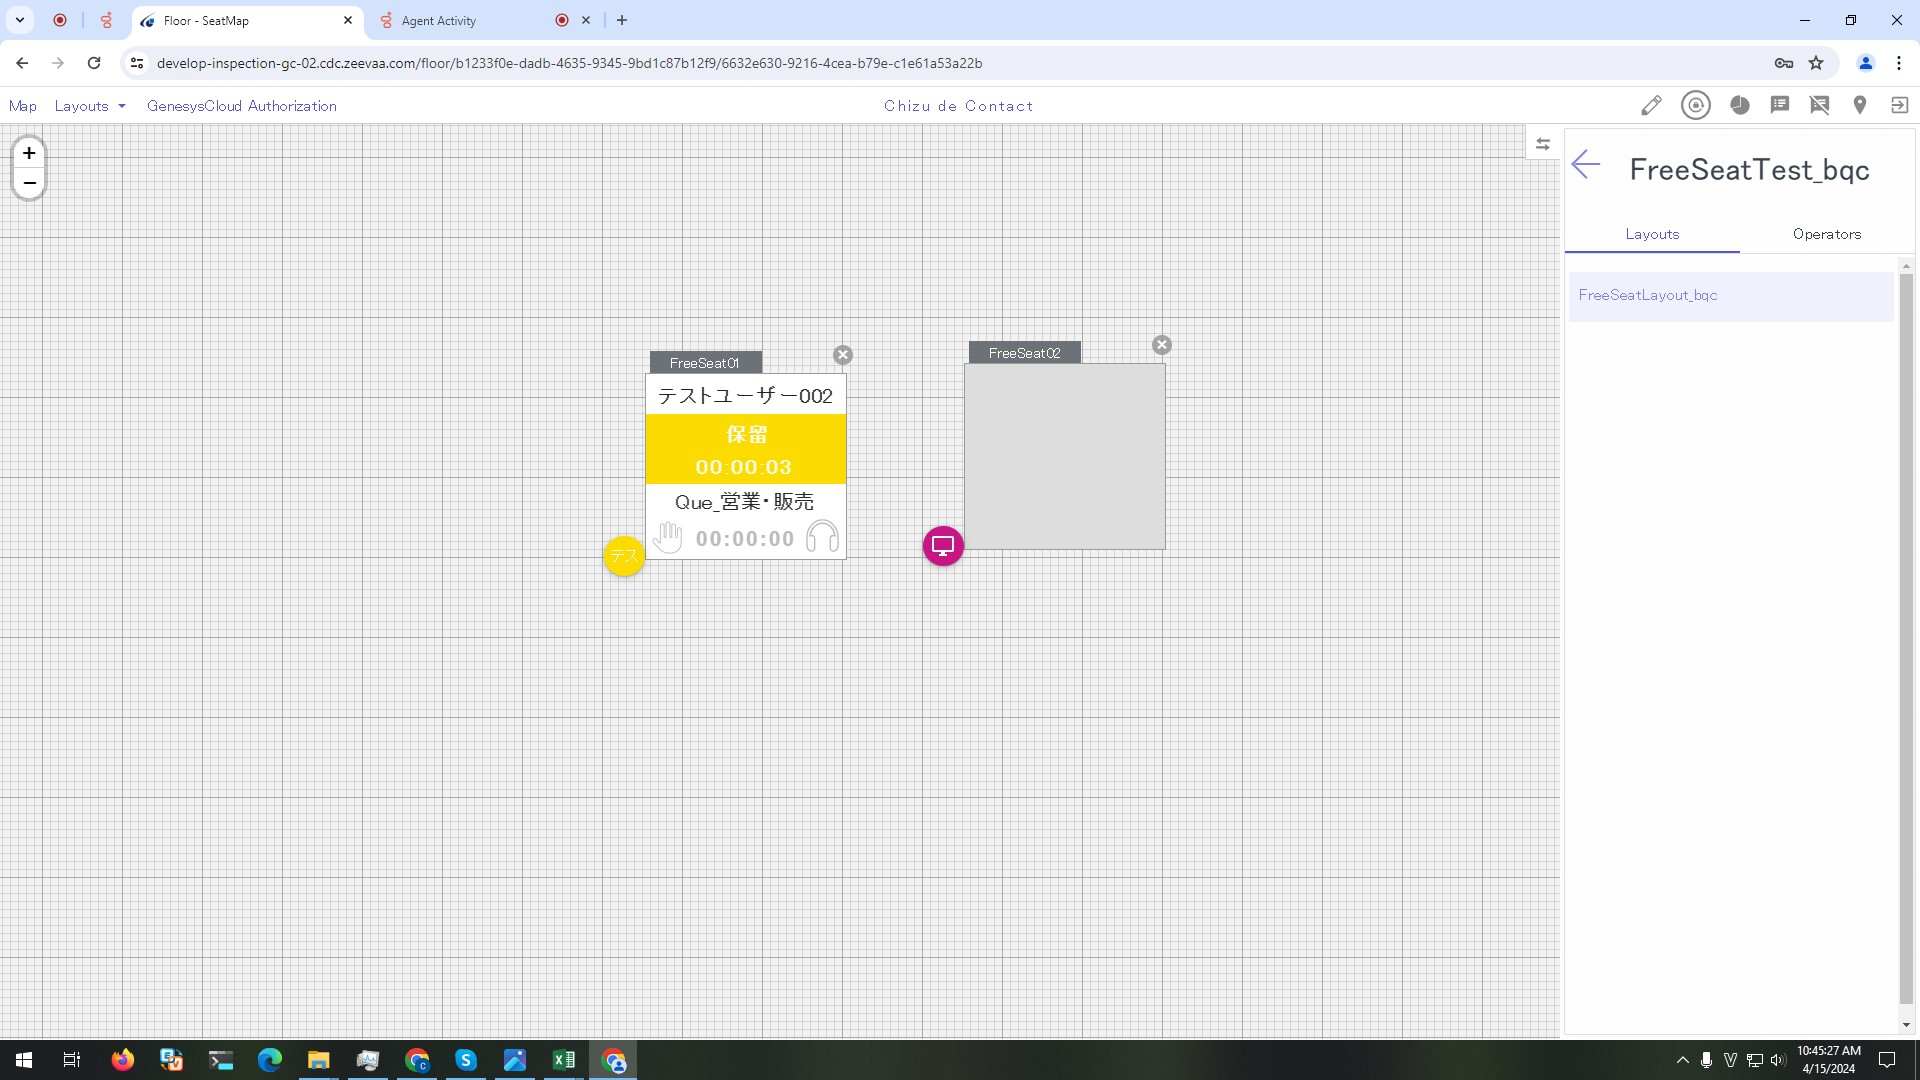 Floor - SeatMap
Agent Activity
develop-inspection-gc-02.cdc.zeevaa.com/floor/b1233f0e-dadb-4635-9345-9bd1c87b12f9/6632e630-9216-4cea-b79e-c1e61a53a22b
Map Layouts GenesysCloud Authorization
Chizu de Contact
+
−
FreeSeatTest_bqc
Layouts Operators
FreeSeatLayout_bqc
FreeSeat01
テストユーザー002
保留
00:00:03
Que_営業・販売
00:00:00
テス
FreeSeat02
10:45:27 AM
4/15/2024